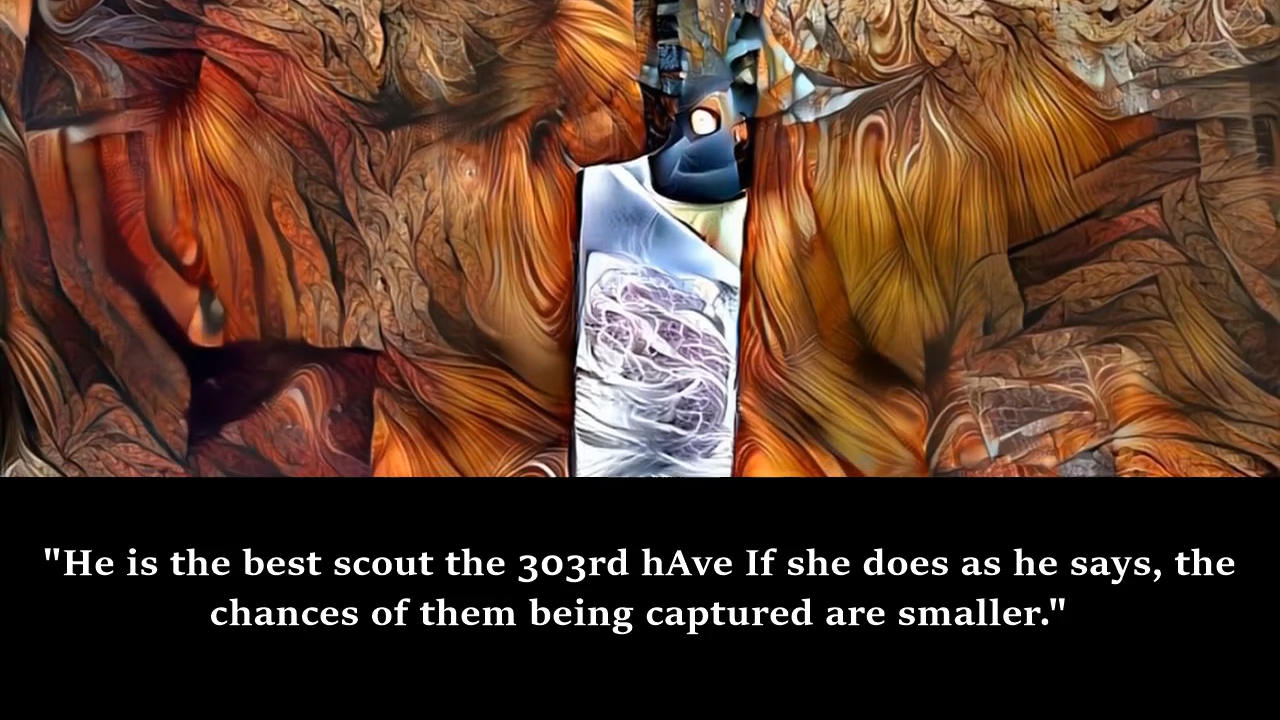 "He is the best scout the 303rd hAve If she does as he says, the
chances of them being captured are smaller."